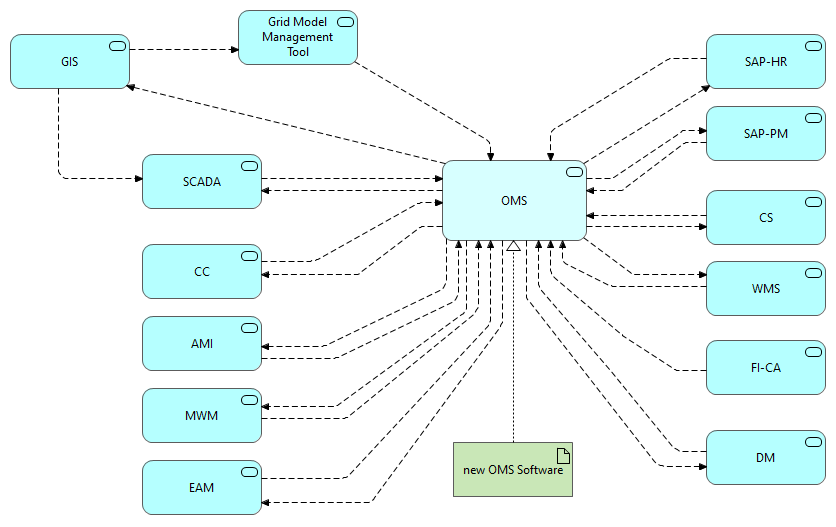 Grid Model
Management
Tool
GIS
SAP-HR
SAP-PM
SCADA
OMS
CS
CC
WMS
AMI
FI-CA
MWM
new OMS Software
DM
EAM